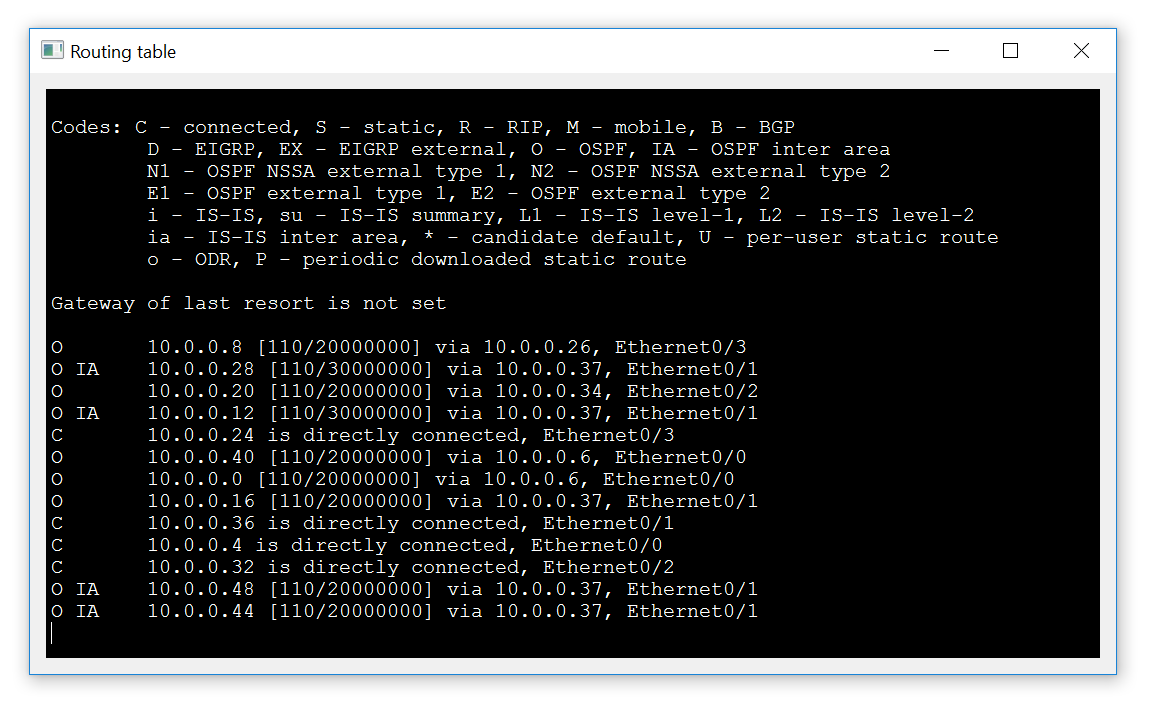 Routing table
Codes: C - connected, S - static, R - RIP, M - mobile, B - BGP
D - EIGRP, EX - EIGRP external, O - OSPF, IA - OSPF inter area
N1 - OSPF NSSA external type 1, N2 - OSPF NSSA external type 2
E1 - OSPF external type 1, E2 - OSPF external type 2
i - IS-IS, su - IS-IS summary, L1 - IS-IS level-1, L2 - IS-IS level-2
ia - IS-IS inter area, * - candidate default, U - per-user static route
o - ODR, P - periodic downloaded static route
Gateway of last resort is not set
O 10.0.0.8 [110/20000000] via 10.0.0.26, Ethernet0/3
O IA 10.0.0.28 [110/30000000] via 10.0.0.37, Ethernet0/1
O 10.0.0.20 [110/20000000] via 10.0.0.34, Ethernet0/2
O IA 10.0.0.12 [110/30000000] via 10.0.0.37, Ethernet0/1
C 10.0.0.24 is directly connected, Ethernet0/3
O 10.0.0.40 [110/20000000] via 10.0.0.6, Ethernet0/0
O 10.0.0.0 [110/20000000] via 10.0.0.6, Ethernet0/0
O 10.0.0.16 [110/20000000] via 10.0.0.37, Ethernet0/1
C 10.0.0.36 is directly connected, Ethernet0/1
C 10.0.0.4 is directly connected, Ethernet0/0
C 10.0.0.32 is directly connected, Ethernet0/2
O IA 10.0.0.48 [110/20000000] via 10.0.0.37, Ethernet0/1
O IA 10.0.0.44 [110/20000000] via 10.0.0.37, Ethernet0/1